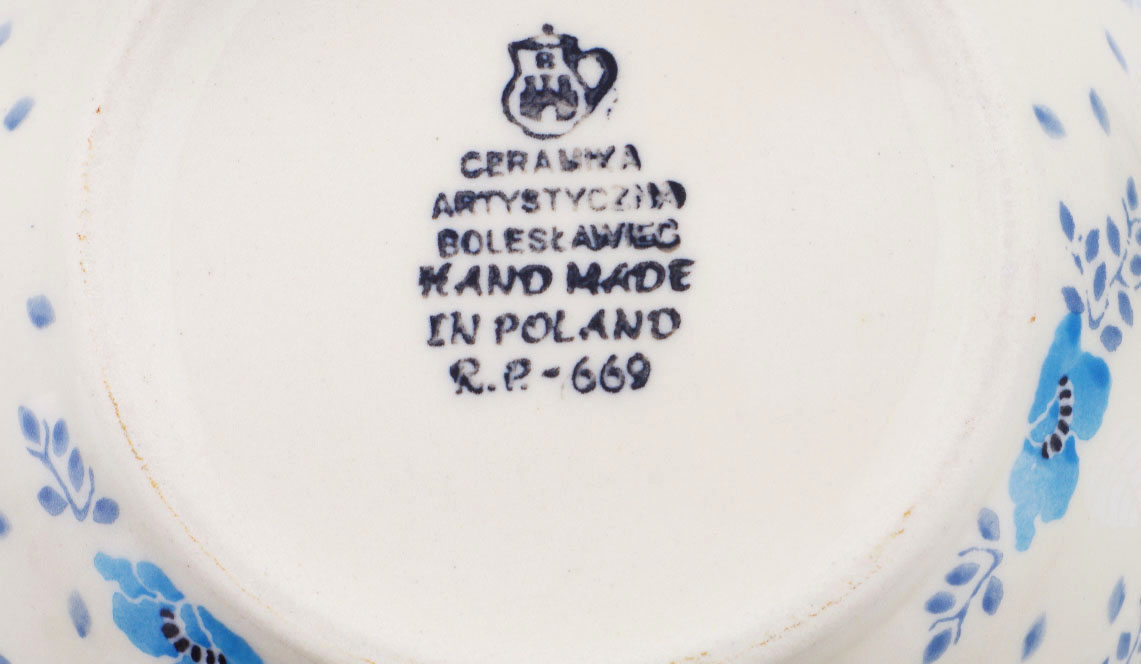 B
CERAMIKA
ARTYSTYCZNA
BOLESŁAWIEC
HAND MADE
IN POLAND
R.P.-669